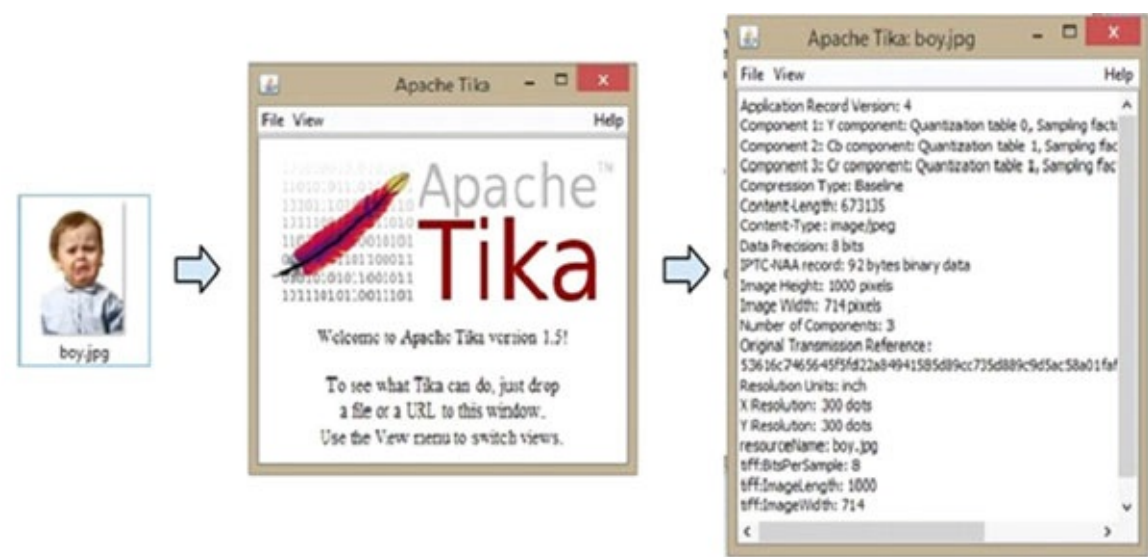 boy.jpg
Apache Tika
File View Help
Apache™
Tika
Welcome to Apache Tika version 1.5!
To see what Tika can do, just drop
a file or a URL to this window.
Use the View menu to switch views.
Apache Tika: boy.jpg
File View Help
Application Record Version: 4
Component 1: Y component: Quantization table 0, Sampling facto
Component 2: Cb component: Quantization table 1, Sampling fac
Component 3: Cr component: Quantization table 1, Sampling fac
Compression Type: Baseline
Content-Length: 673135
Content-Type: image/jpeg
Data Precision: 8 bits
IPTC-NAA record: 92 bytes binary data
Image Height: 1000 pixels
Image Width: 714 pixels
Number of Components: 3
Original Transmission Reference:
53616c7465645f5fd22a84941585d89cc735d889c9d5ac58a01faf
Resolution Units: inch
X Resolution: 300 dots
Y Resolution: 300 dots
resourceName: boy.jpg
tiff:BitsPerSample: 8
tiff:ImageLength: 1000
tiff:ImageWidth: 714